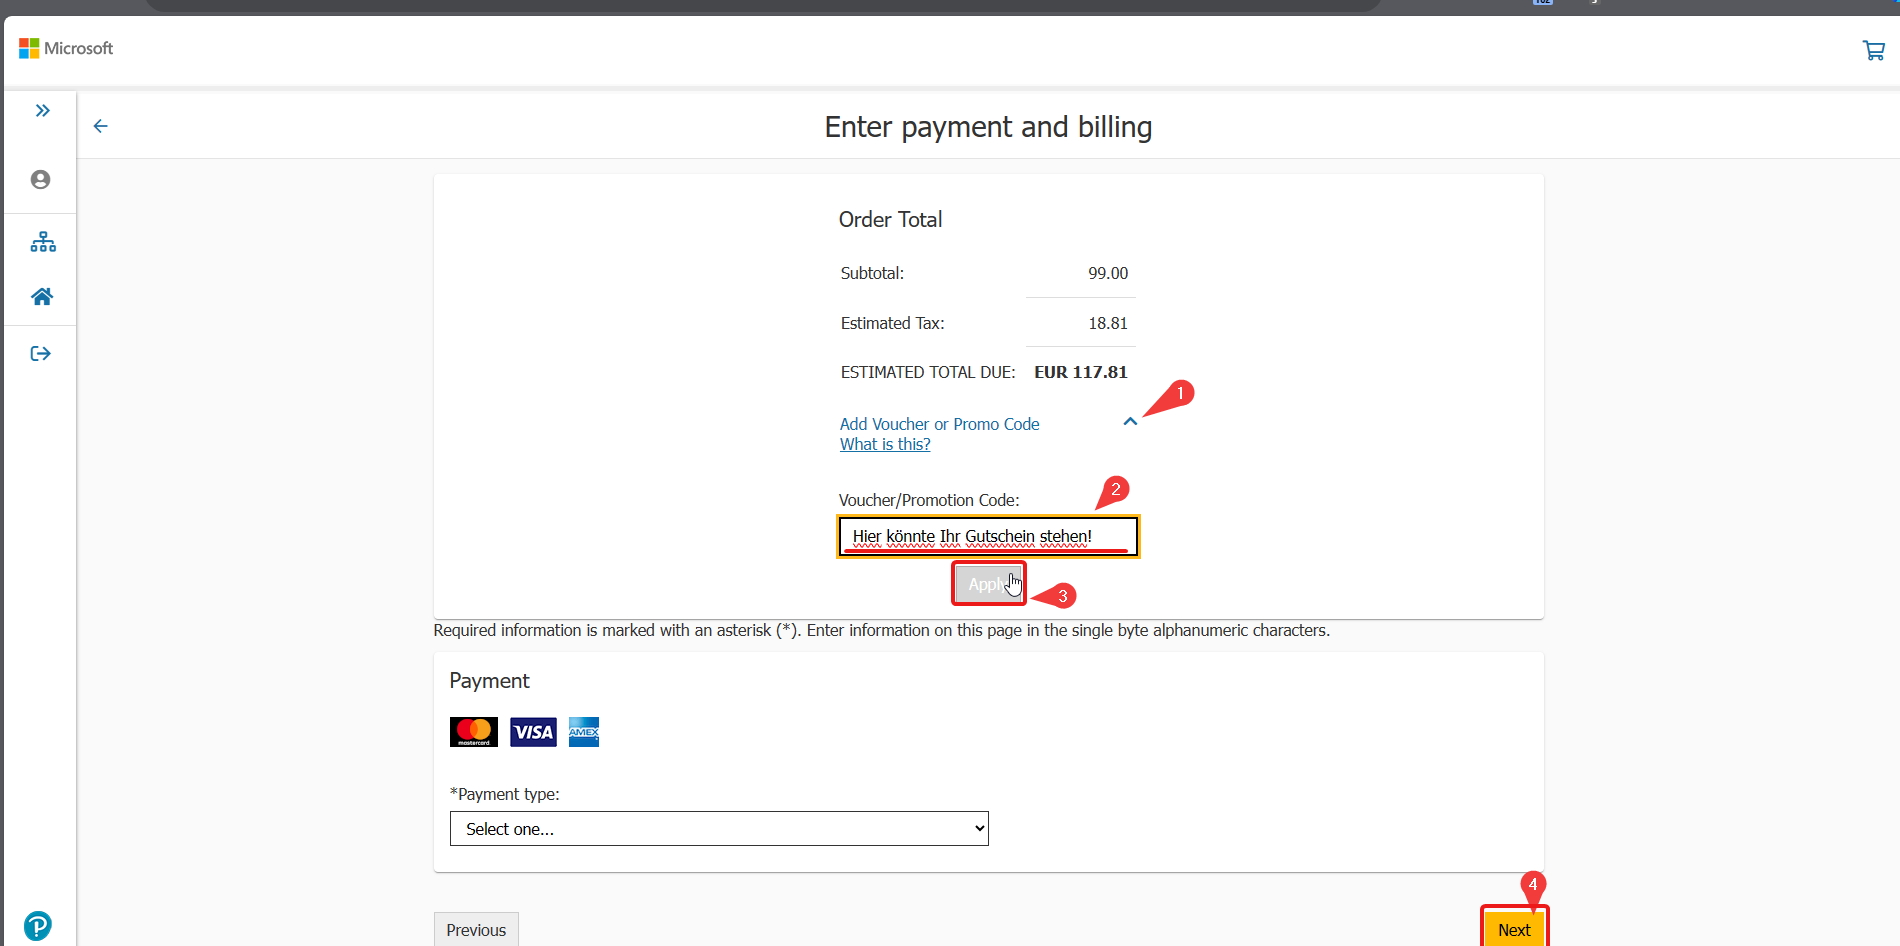 Microsoft
Enter payment and billing
Order Total
Subtotal: 99.00
Estimated Tax: 18.81
ESTIMATED TOTAL DUE: EUR 117.81
1
Add Voucher or Promo Code
What is this?
2
Voucher/Promotion Code:
Hier könnte Ihr Gutschein stehen!
Apply
3
Required information is marked with an asterisk (*). Enter information on this page in the single byte alphanumeric characters.
Payment
mastercard VISA AMEX
*Payment type:
Select one...
4
Previous Next